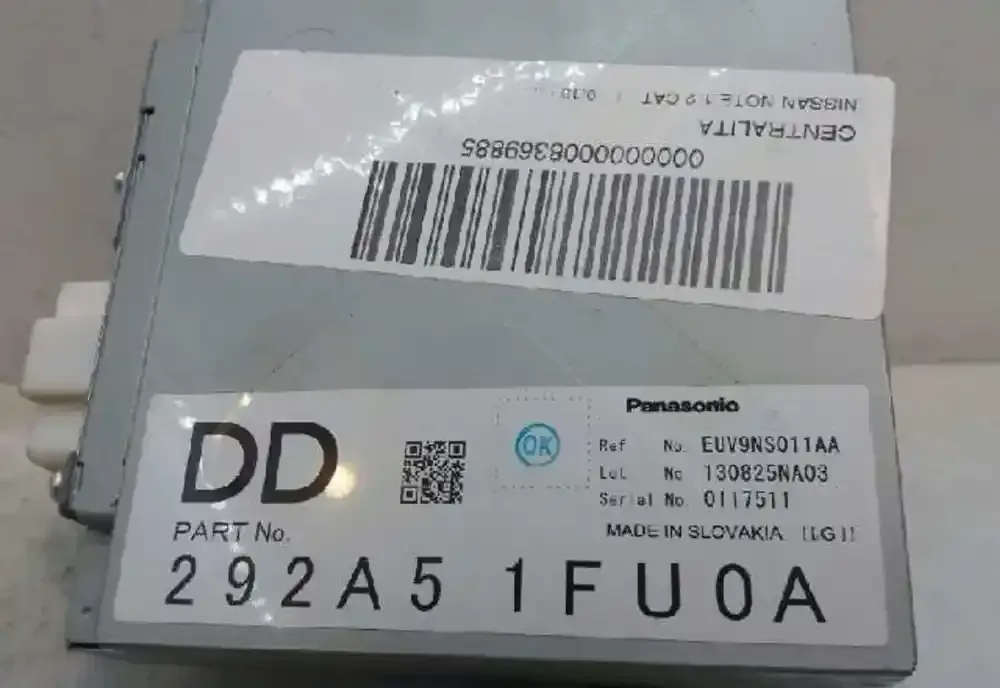 NISSAN NOTE 1.2 CAT
CENTRALITA
0000000008369885
DD
OK
Panasonic
Ref No. EUV9NS011AA
Lot No 130825NA03
Serial No. 0117511
MADE IN SLOVAKIA
PART No.
292A5 1FU0A